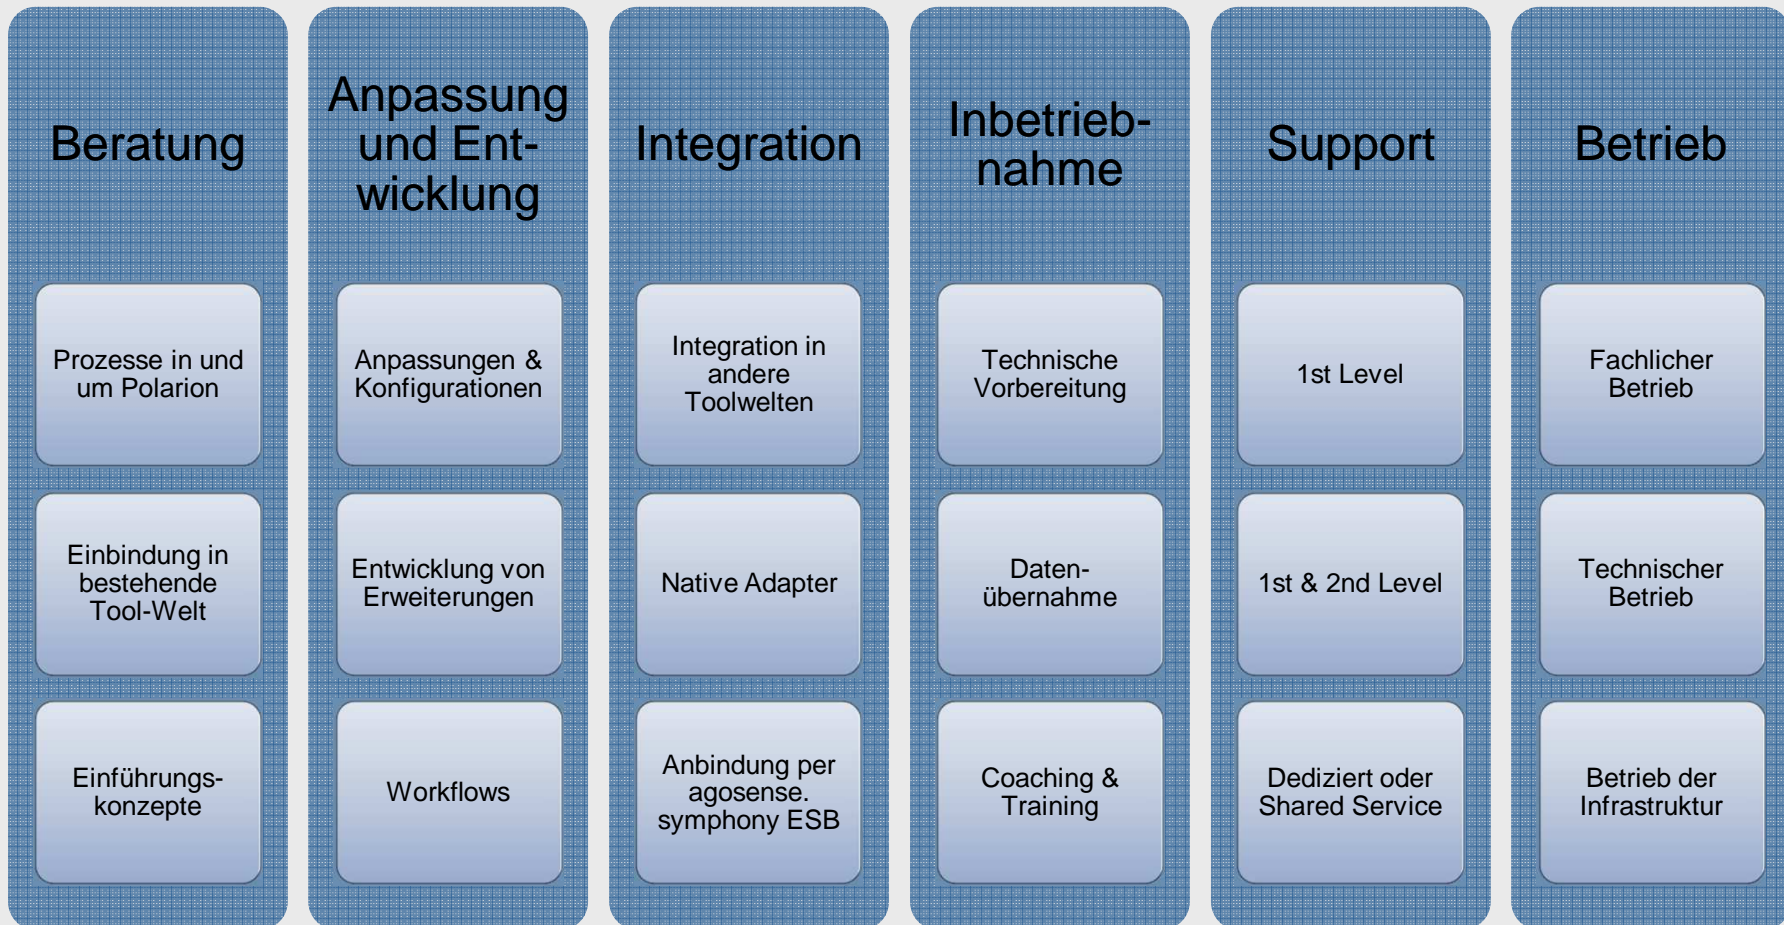 Beratung
Prozesse in und
um Polarion
Einbindung in
bestehende
Tool-Welt
Einführungs-
konzepte
Anpassung
und Ent-
wicklung
Anpassungen &
Konfigurationen
Entwicklung von
Erweiterungen
Workflows
Integration
Integration in
andere
Toolwelten
Native Adapter
Anbindung per
agosense.
symphony ESB
Inbetrieb-
nahme
Technische
Vorbereitung
Daten-
übernahme
Coaching &
Training
Support
1st Level
1st & 2nd Level
Dediziert oder
Shared Service
Betrieb
Fachlicher
Betrieb
Technischer
Betrieb
Betrieb der
Infrastruktur